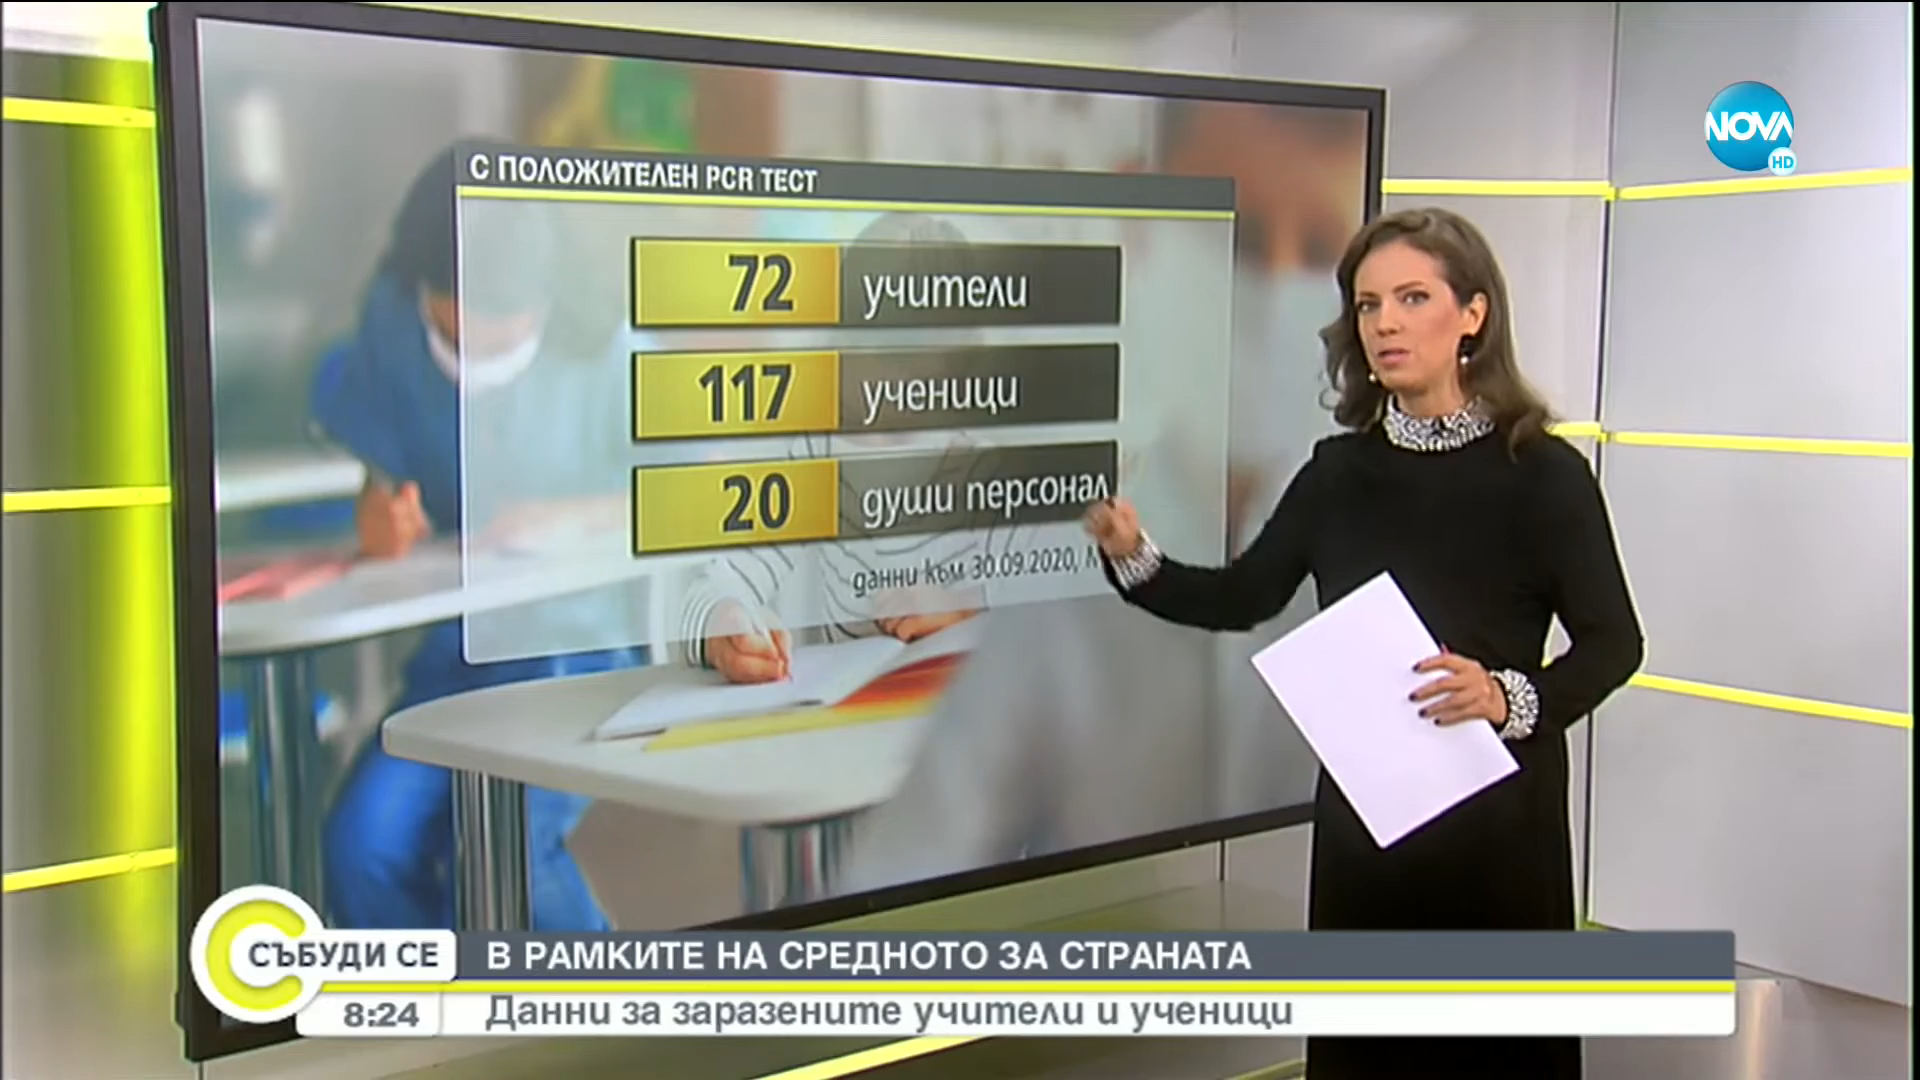 NOVA
HD
С ПОЛОЖИТЕЛЕН PCR ТЕСТ
72 учители
117 ученици
20 души персонал
данни към 30.09.2020,
СЪБУДИ СЕ
В РАМКИТЕ НА СРЕДНОТО ЗА СТРАНАТА
8:24
Данни за заразените учители и ученици